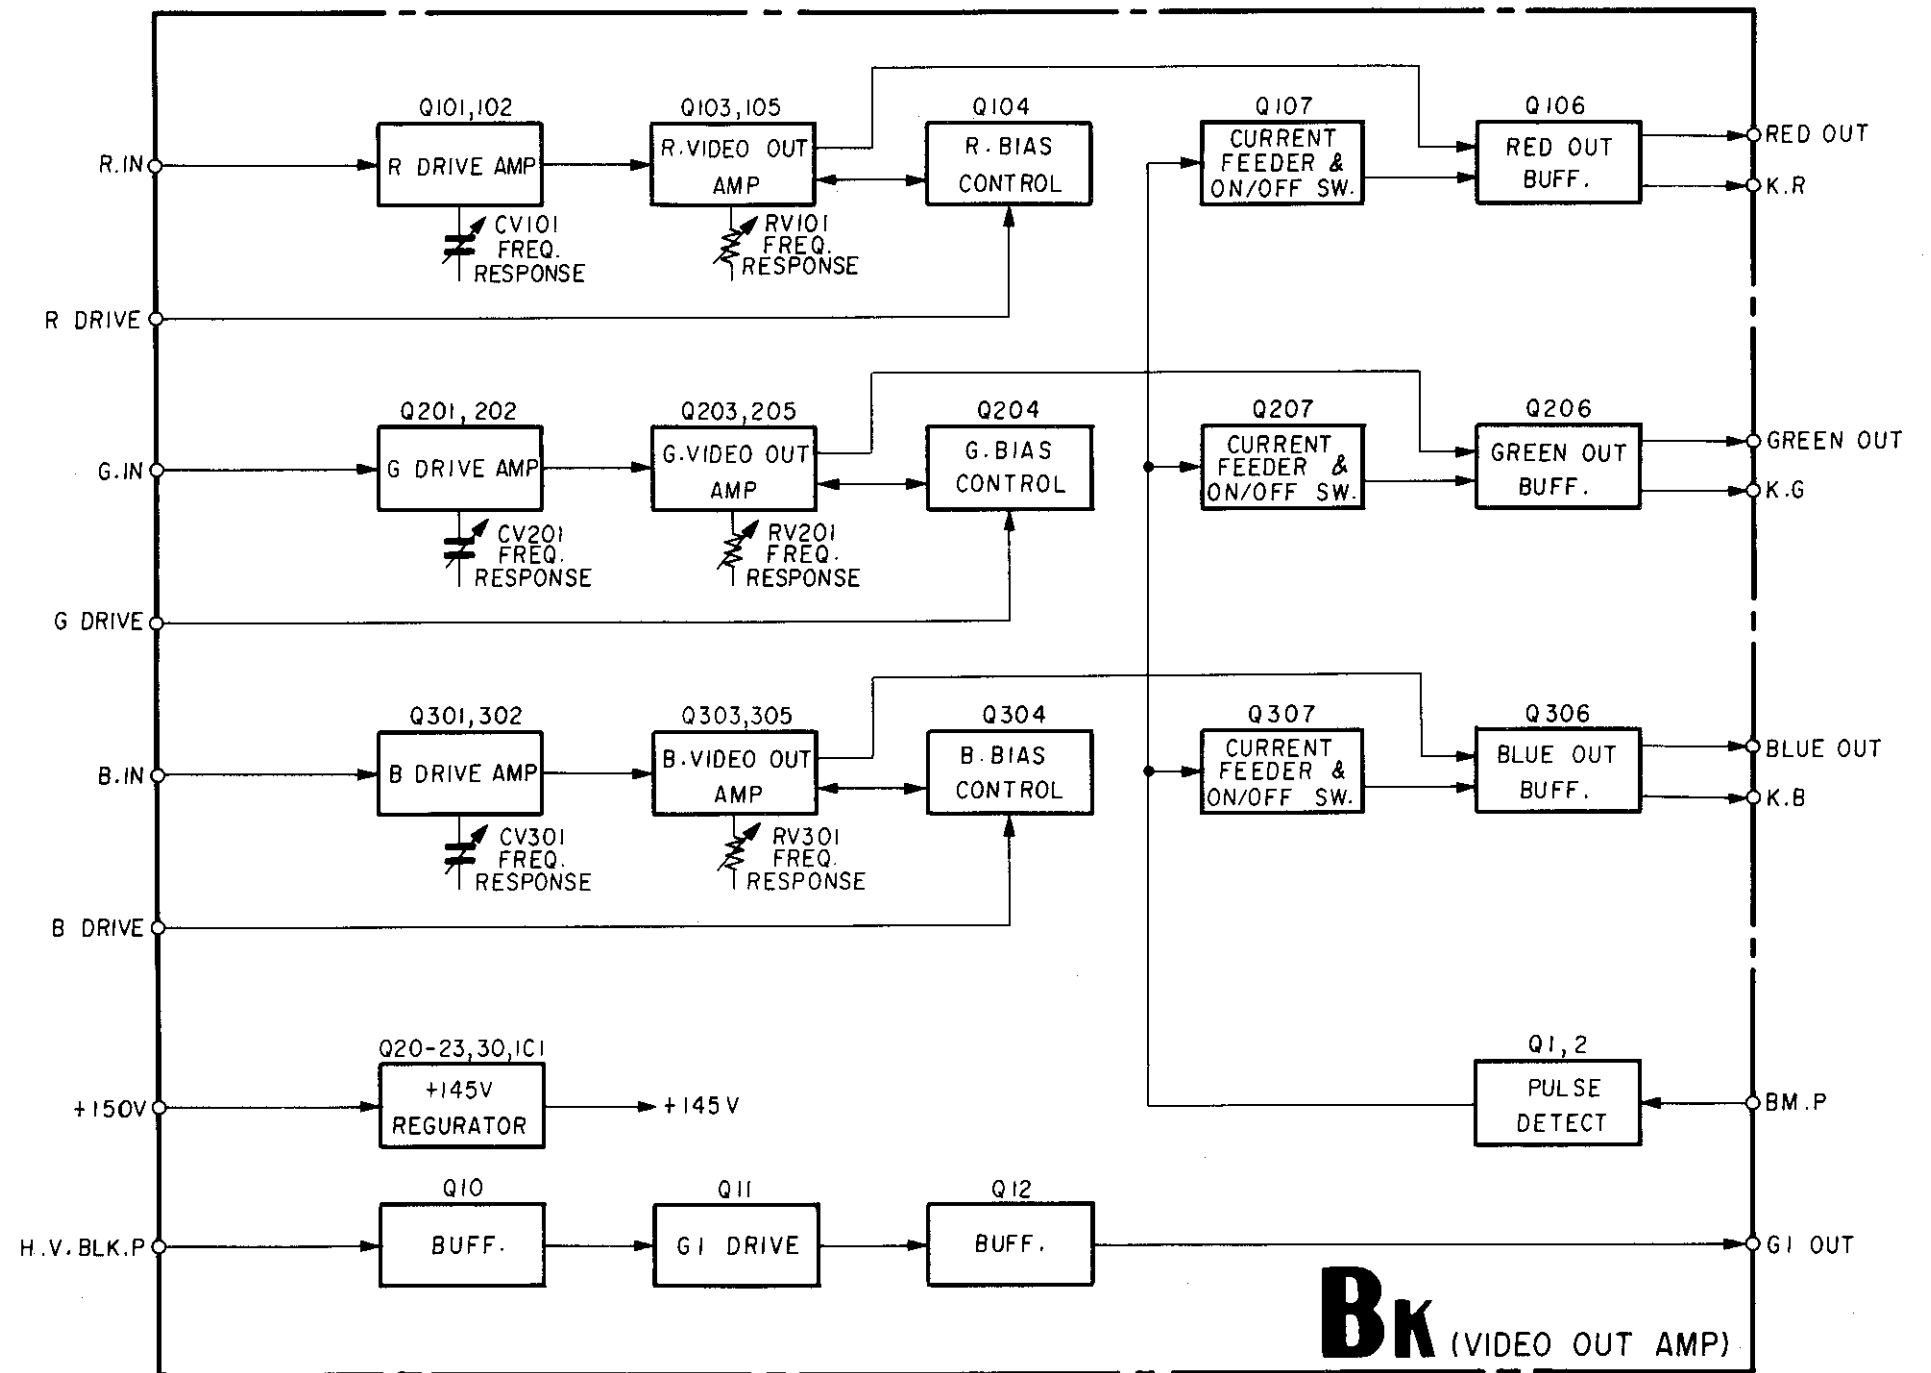 Q101,102
Q103,105
Q104
Q107
Q106
R.IN
R DRIVE AMP
R.VIDEO OUT
AMP
R.BIAS
CONTROL
CURRENT
FEEDER &
ON/OFF SW.
RED OUT
BUFF.
RED OUT
K.R
CV101
FREQ.
RESPONSE
RV101
FREQ.
RESPONSE
R DRIVE
Q201,202
Q203,205
Q204
Q207
Q206
G.IN
G DRIVE AMP
G.VIDEO OUT
AMP
G.BIAS
CONTROL
CURRENT
FEEDER &
ON/OFF SW.
GREEN OUT
BUFF.
GREEN OUT
K.G
CV201
FREQ.
RESPONSE
RV201
FREQ.
RESPONSE
G DRIVE
Q301,302
Q303,305
Q304
Q307
Q306
B.IN
B DRIVE AMP
B.VIDEO OUT
AMP
B.BIAS
CONTROL
CURRENT
FEEDER &
ON/OFF SW.
BLUE OUT
BUFF.
BLUE OUT
K.B
CV301
FREQ.
RESPONSE
RV301
FREQ.
RESPONSE
B DRIVE
Q20-23,30,IC1
+150V
+145V
REGURATOR
+145V
Q1,2
PULSE
DETECT
BM.P
Q10
Q11
Q12
H.V.BLK.P
BUFF.
G1 DRIVE
BUFF.
G1 OUT
BK (VIDEO OUT AMP)